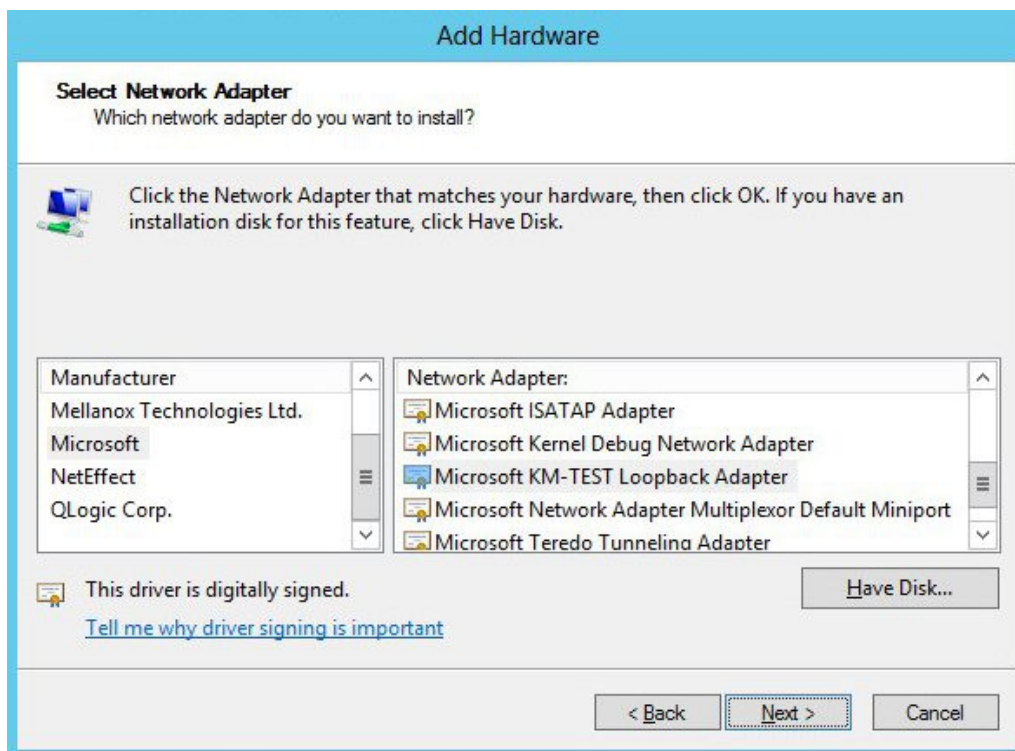 Add Hardware
Select Network Adapter
Which network adapter do you want to install?
Click the Network Adapter that matches your hardware, then click OK. If you have an
installation disk for this feature, click Have Disk.
Manufacturer
Mellanox Technologies Ltd.
Microsoft
NetEffect
QLogic Corp.
Network Adapter:
Microsoft ISATAP Adapter
Microsoft Kernel Debug Network Adapter
Microsoft KM-TEST Loopback Adapter
Microsoft Network Adapter Multiplexor Default Miniport
Microsoft Teredo Tunneling Adapter
This driver is digitally signed.
Have Disk...
Tell me why driver signing is important
< Back
Next >
Cancel